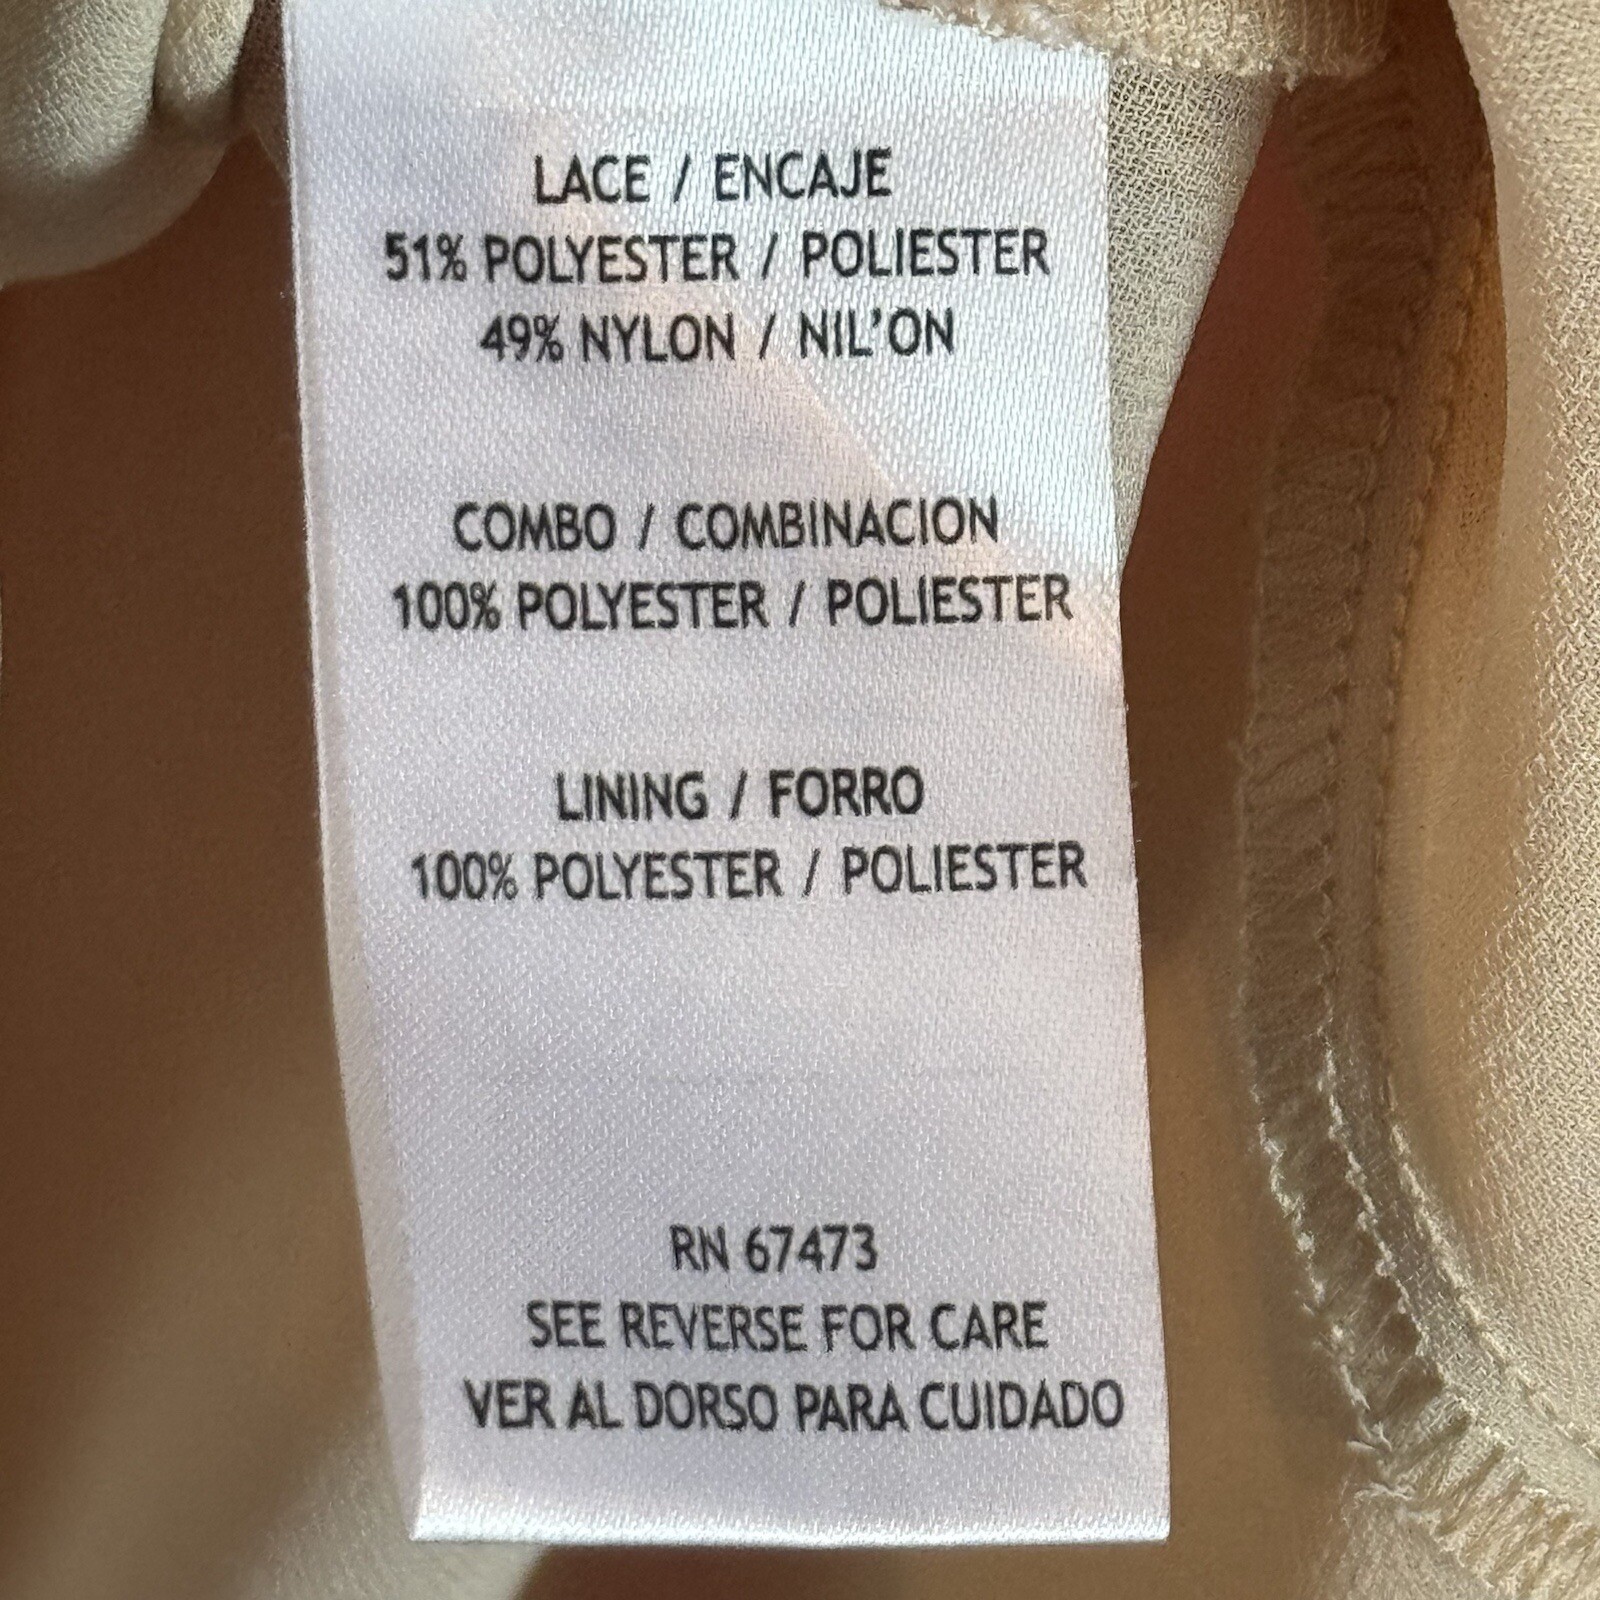 LACE / ENCAJE
51% POLYESTER / POLIESTER
49% NYLON / NIL'ON
COMBO / COMBINACION
100% POLYESTER / POLIESTER
LINING / FORRO
100% POLYESTER / POLIESTER
RN 67473
SEE REVERSE FOR CARE
VER AL DORSO PARA CUIDADO